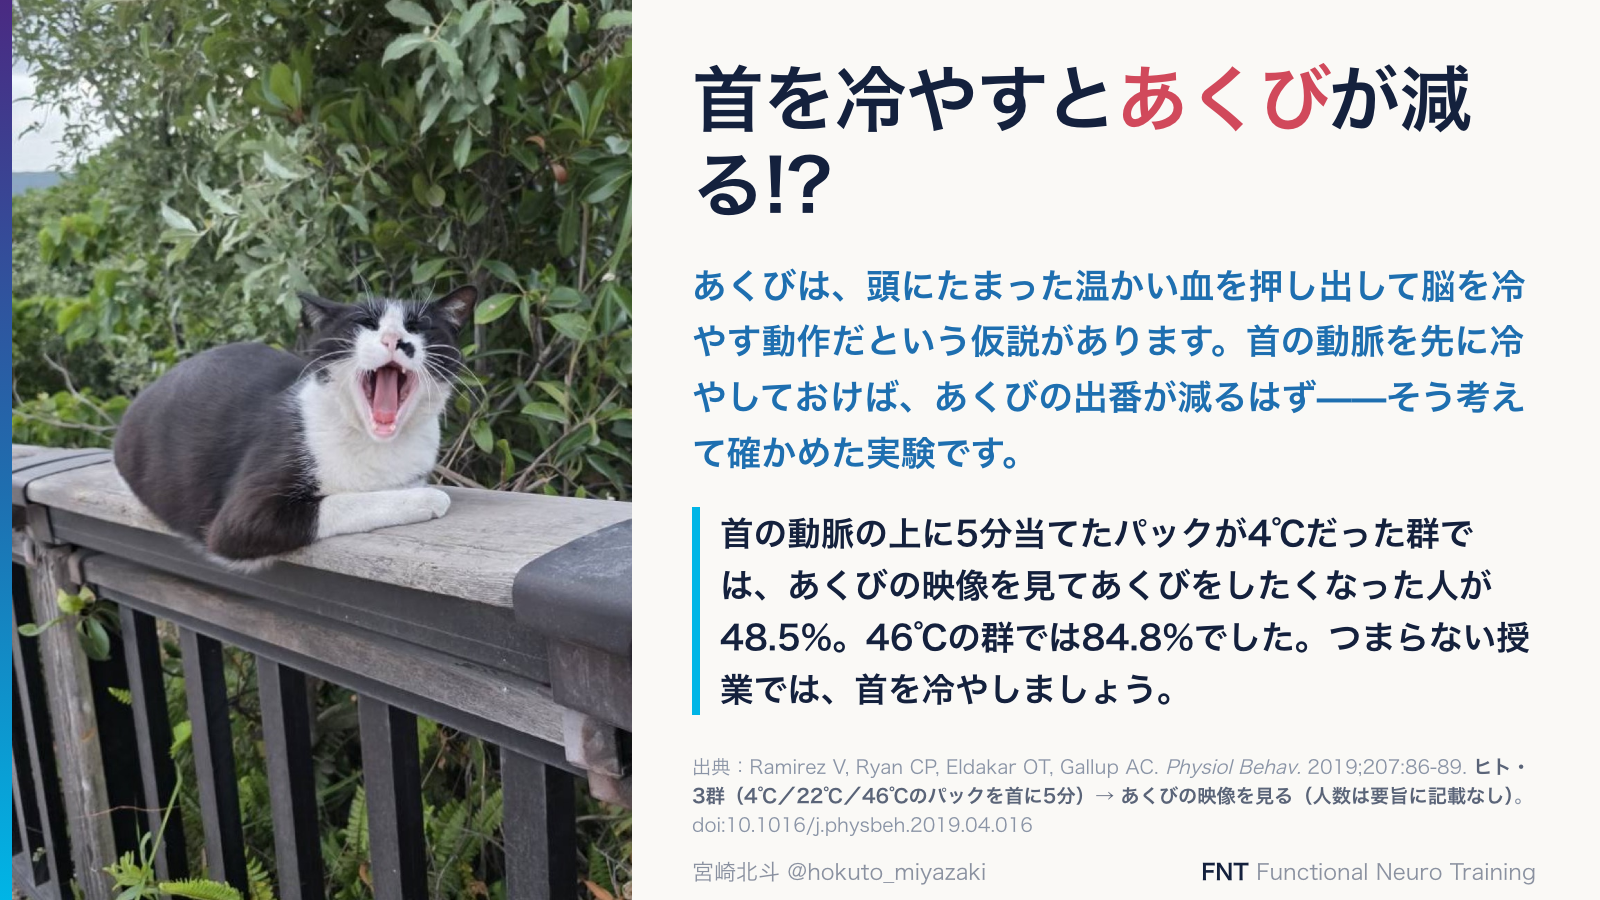 首を冷やすとあくびが減
る!?
あくびは、頭にたまった温かい血を押し出して脳を冷
やす動作だという仮説があります。首の動脈を先に冷
やしておけば、あくびの出番が減るはず——そう考え
て確かめた実験です。
首の動脈の上に5分当てたパックが4℃だった群で
は、あくびの映像を見てあくびをしたくなった人が
48.5%。46℃の群では84.8%でした。つまらない授
業では、首を冷やしましょう。
出典：Ramirez V, Ryan CP, Eldakar OT, Gallup AC. Physiol Behav. 2019;207:86-89. ヒト・
3群（4℃／22℃／46℃のパックを首に5分）→ あくびの映像を見る（人数は要旨に記載なし）。
doi:10.1016/j.physbeh.2019.04.016
宮崎北斗 @hokuto_miyazaki
FNT Functional Neuro Training